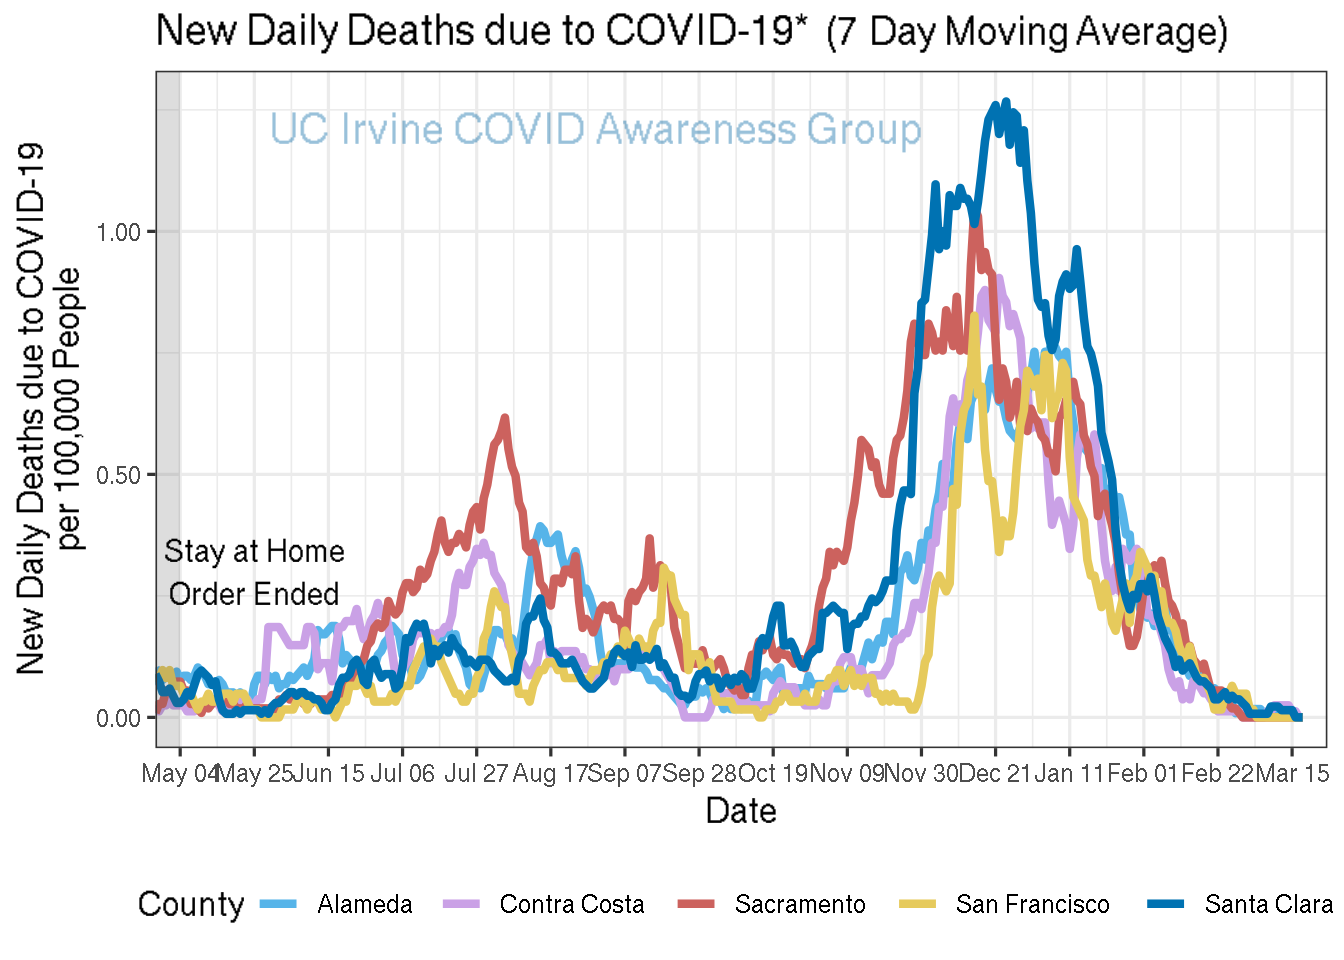 New Daily Deaths due to COVID-19* (7 Day Moving Average)
UC Irvine COVID Awareness Group
New Daily Deaths due to COVID-19
per 100,000 People
1.00
0.50
0.00
Stay at Home
Order Ended
May 04 May 25 Jun 15 Jul 06 Jul 27 Aug 17 Sep 07 Sep 28 Oct 19 Nov 09 Nov 30 Dec 21 Jan 11 Feb 01 Feb 22 Mar 15
Date
County Alameda Contra Costa Sacramento San Francisco Santa Clara